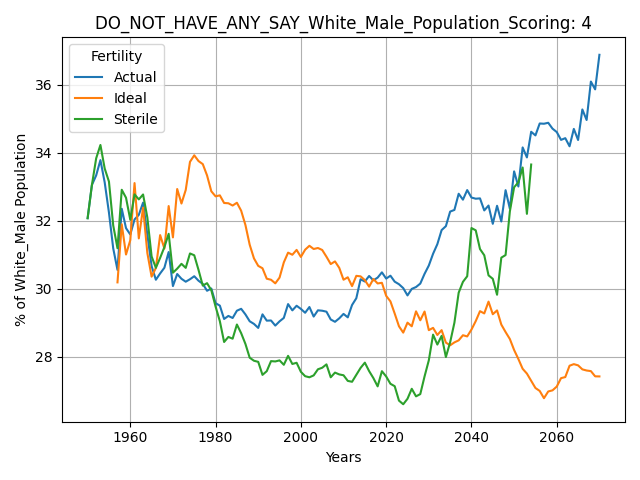 DO_NOT_HAVE_ANY_SAY_White_Male_Population_Scoring: 4
Fertility
Actual
Ideal
Sterile
% of White_Male Population
36
34
32
30
28
1960
1980
2000
2020
2040
2060
Years